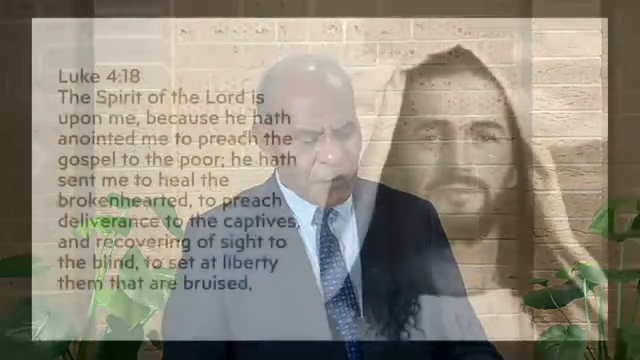 Luke 4:18
The Spirit of the Lord is
upon me, because he hath
anointed me to preach the
gospel to the poor; he hath
sent me to heal the
brokenhearted, to preach
deliverance to the captives,
and recovering of sight to
the blind, to set at liberty
them that are bruised,